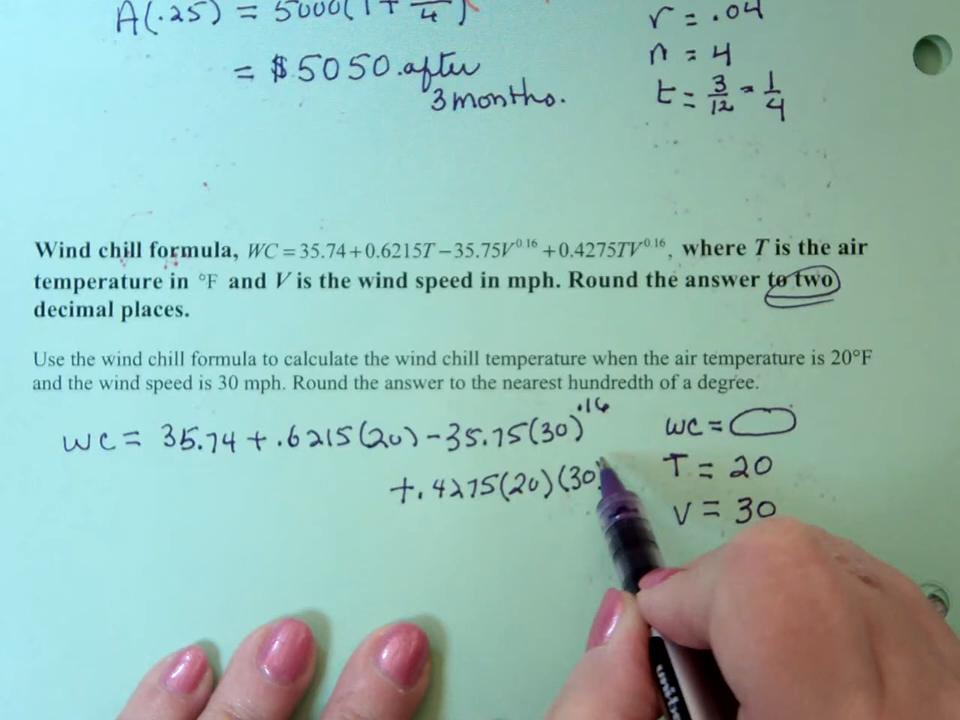 A(.25) = 5000(1 + /4)
r = .04
= $5050. after
n = 4
3 months.
t = 3/12 = 1/4
Wind chill formula, WC = 35.74 + 0.6215T − 35.75V^0.16 + 0.4275TV^0.16, where T is the air
temperature in °F and V is the wind speed in mph. Round the answer to two
decimal places.
Use the wind chill formula to calculate the wind chill temperature when the air temperature is 20°F
and the wind speed is 30 mph. Round the answer to the nearest hundredth of a degree.
WC = 35.74 + .6215(20) − 35.75(30)^.16
WC =
+ .4275(20)(30)
T = 20
V = 30